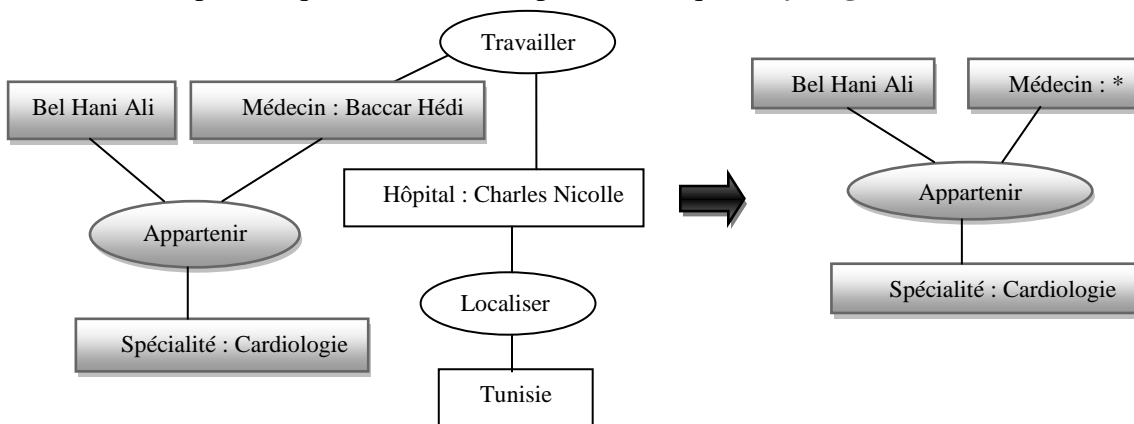 Travailler
Bel Hani Ali
Médecin : Baccar Hédi
Bel Hani Ali
Médecin : *
Hôpital : Charles Nicolle
Appartenir
Appartenir
Spécialité : Cardiologie
Localiser
Spécialité : Cardiologie
Tunisie